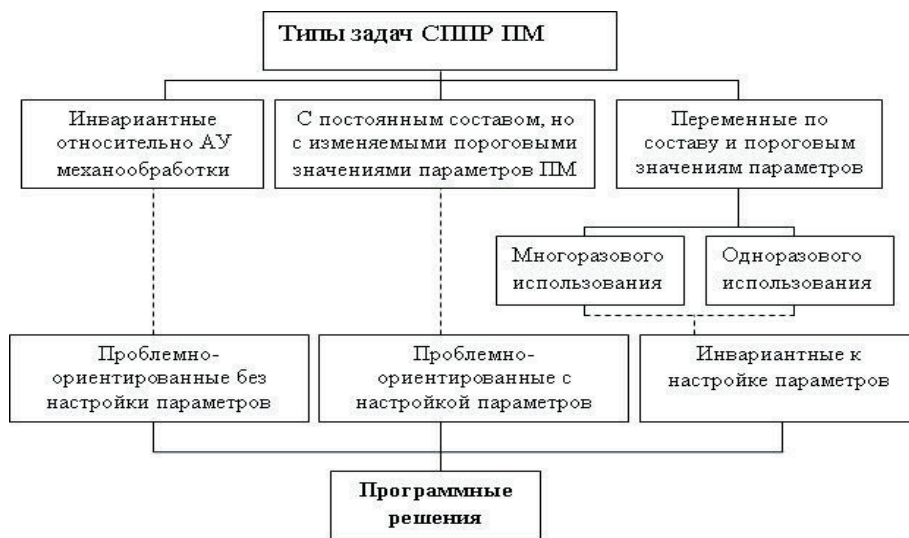 Типы задач СППР ПМ
Инвариантные
относительно АУ
механообработки
С постоянным составом, но
с изменяемыми пороговыми
значениями параметров ПМ
Переменные по
составу и пороговым
значениям параметров
Многоразового
использования
Одноразового
использования
Проблемно-
ориентированные без
настройки параметров
Проблемно-
ориентированные с
настройкой параметров
Инвариантные к
настройке параметров
Программные
решения